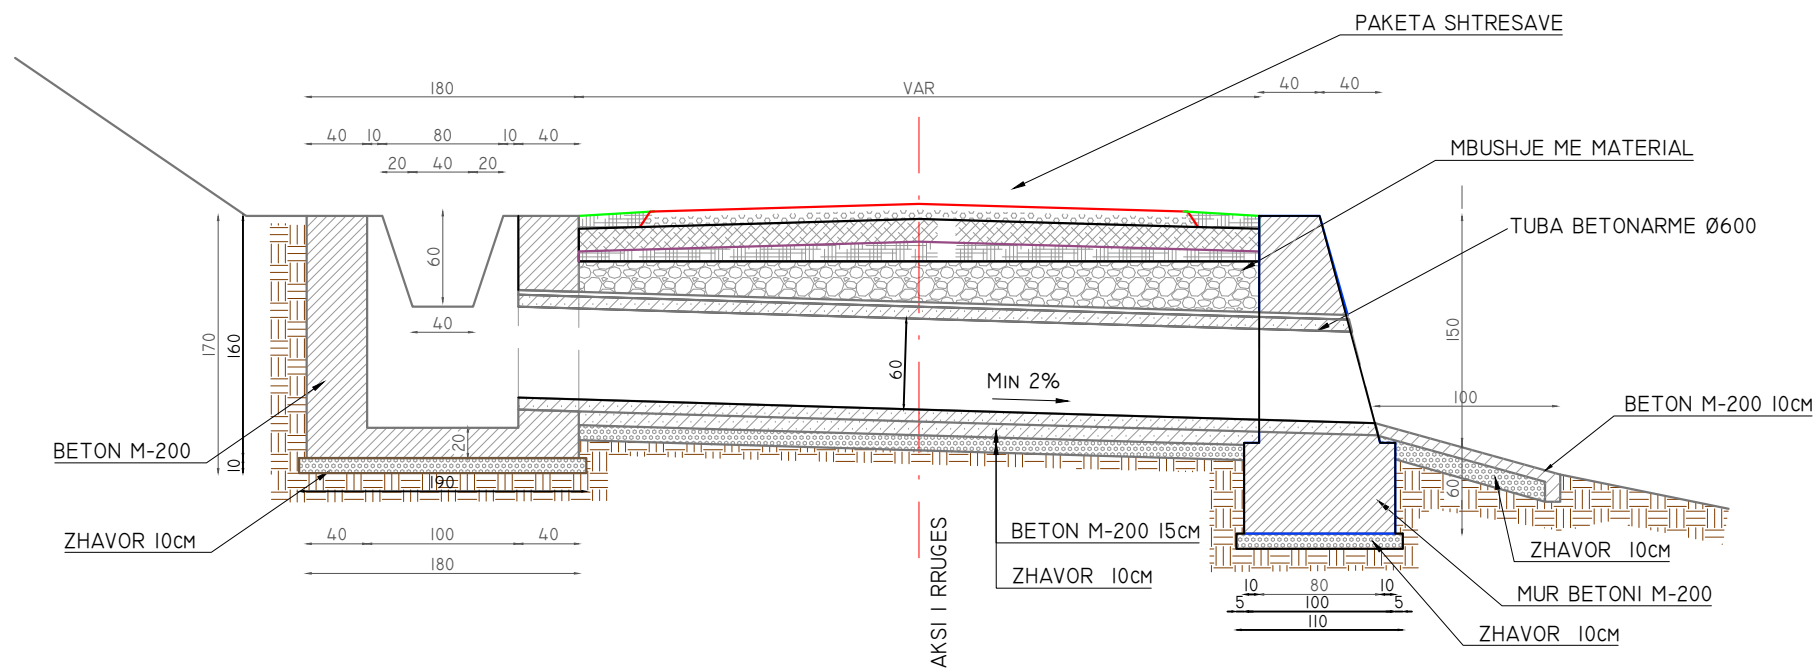 PAKETA SHTRESAVE
180
VAR
40
40
40
10
80
10
40
20
40
20
MBUSHJE ME MATERIAL
TUBA BETONARME Ø600
60
40
170
160
150
60
MIN 2%
100
BETON M-200 10CM
20
BETON M-200
10
190
60
ZHAVOR 10CM
40
100
40
180
BETON M-200 15CM
ZHAVOR 10CM
AKSI I RRUGES
ZHAVOR 10CM
10
80
10
MUR BETONI M-200
5
100
5
110
ZHAVOR 10CM